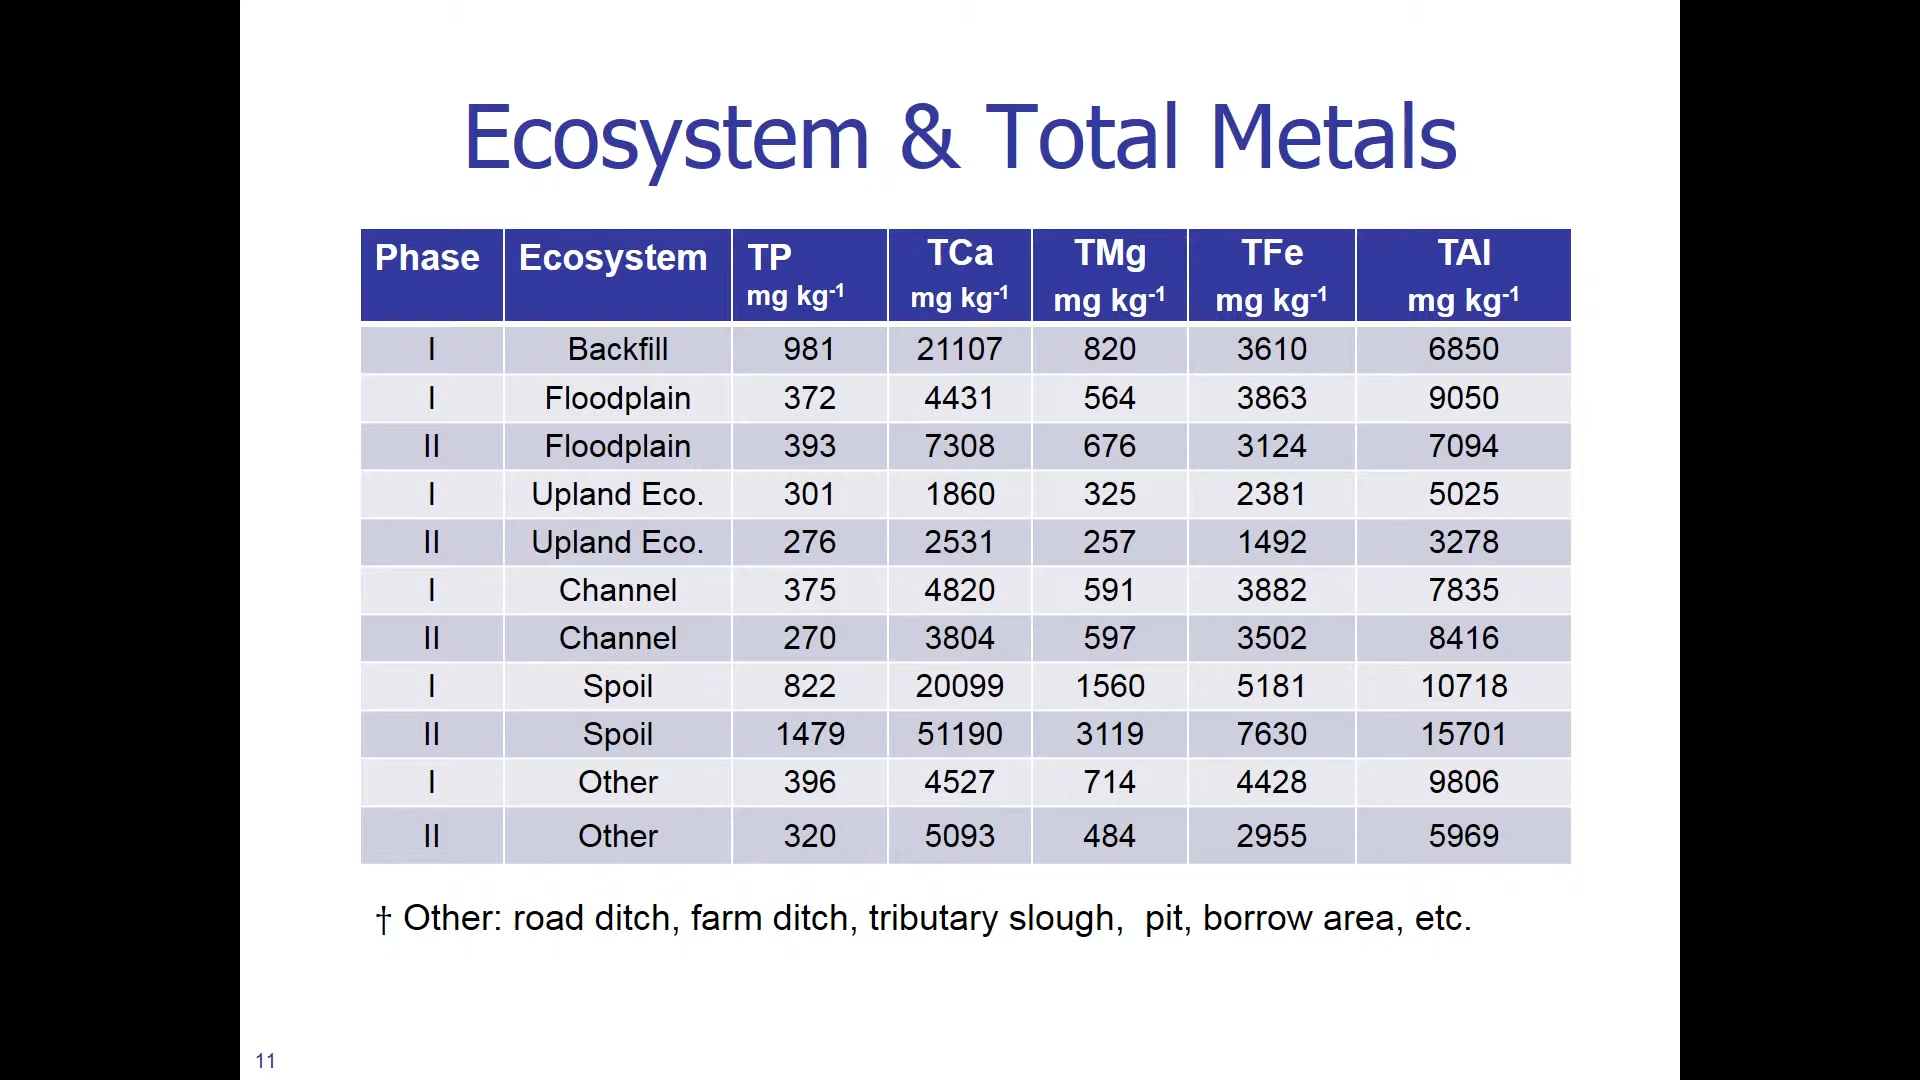 Ecosystem & Total Metals
Phase Ecosystem TP mg kg-1 TCa mg kg-1 TMg mg kg-1 TFe mg kg-1 TAl mg kg-1
I Backfill 981 21107 820 3610 6850
I Floodplain 372 4431 564 3863 9050
II Floodplain 393 7308 676 3124 7094
I Upland Eco. 301 1860 325 2381 5025
II Upland Eco. 276 2531 257 1492 3278
I Channel 375 4820 591 3882 7835
II Channel 270 3804 597 3502 8416
I Spoil 822 20099 1560 5181 10718
II Spoil 1479 51190 3119 7630 15701
I Other 396 4527 714 4428 9806
II Other 320 5093 484 2955 5969
† Other: road ditch, farm ditch, tributary slough, pit, borrow area, etc.
11